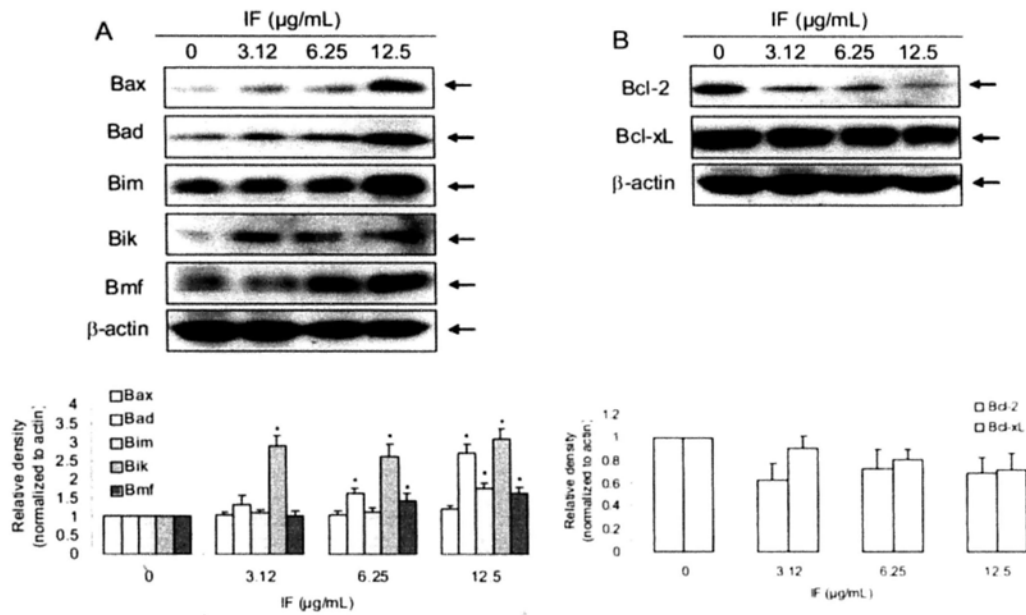 A
IF (µg/mL)
0 3.12 6.25 12.5
Bax
Bad
Bim
Bik
Bmf
β-actin
B
IF (µg/mL)
0 3.12 6.25 12.5
Bcl-2
Bcl-xL
β-actin
Relative density
(normalized to actin)
4
3.5
3
2.5
2
1.5
1
0.5
0
Bax
Bad
Bim
Bik
Bmf
* * * * * * * *
0 3.12 6.25 12.5
IF (µg/mL)
Relative density
(normalized to actin)
1.2
1
0.8
0.6
0.4
0.2
0
Bcl-2
Bcl-xL
0 3.12 6.25 12.5
IF (µg/mL)